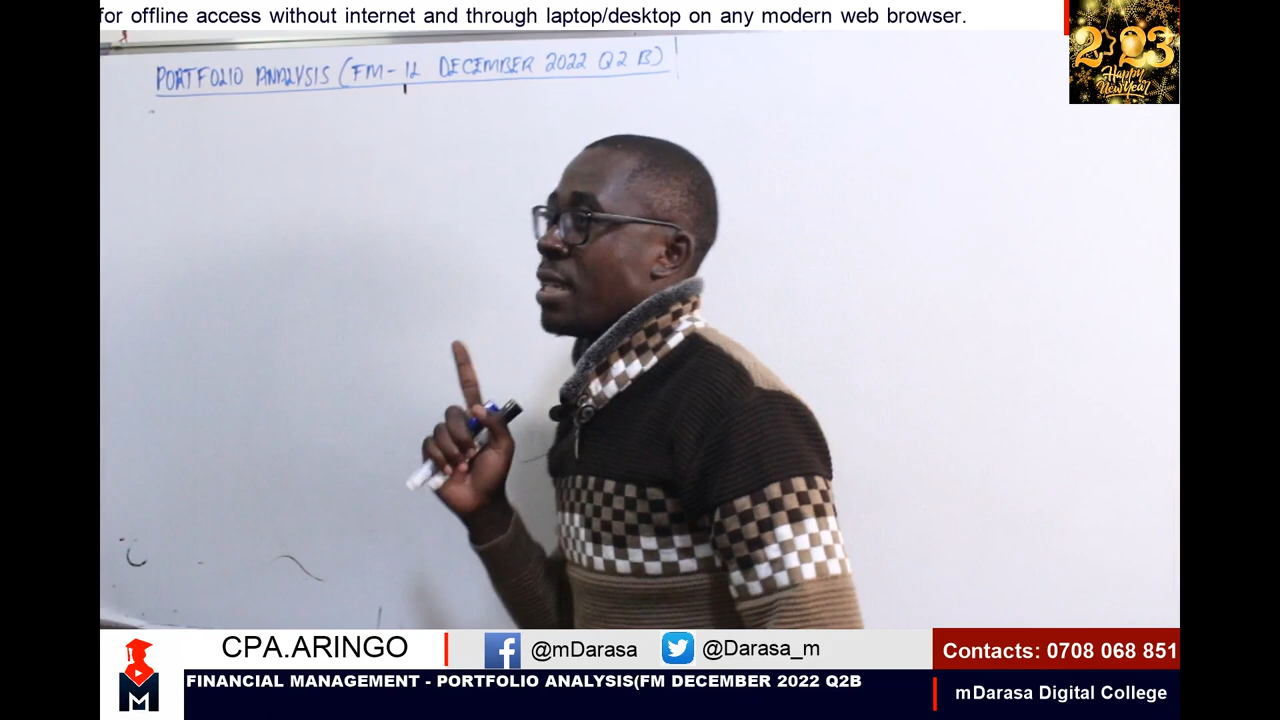 for offline access without internet and through laptop/desktop on any modern web browser.
2023
Happy
New Year
PORTFOLIO ANALYSIS (FM-12 DECEMBER 2022 Q2 B)
CPA.ARINGO
@mDarasa
@Darasa_m
Contacts: 0708 068 851
M
FINANCIAL MANAGEMENT - PORTFOLIO ANALYSIS(FM DECEMBER 2022 Q2B
mDarasa Digital College